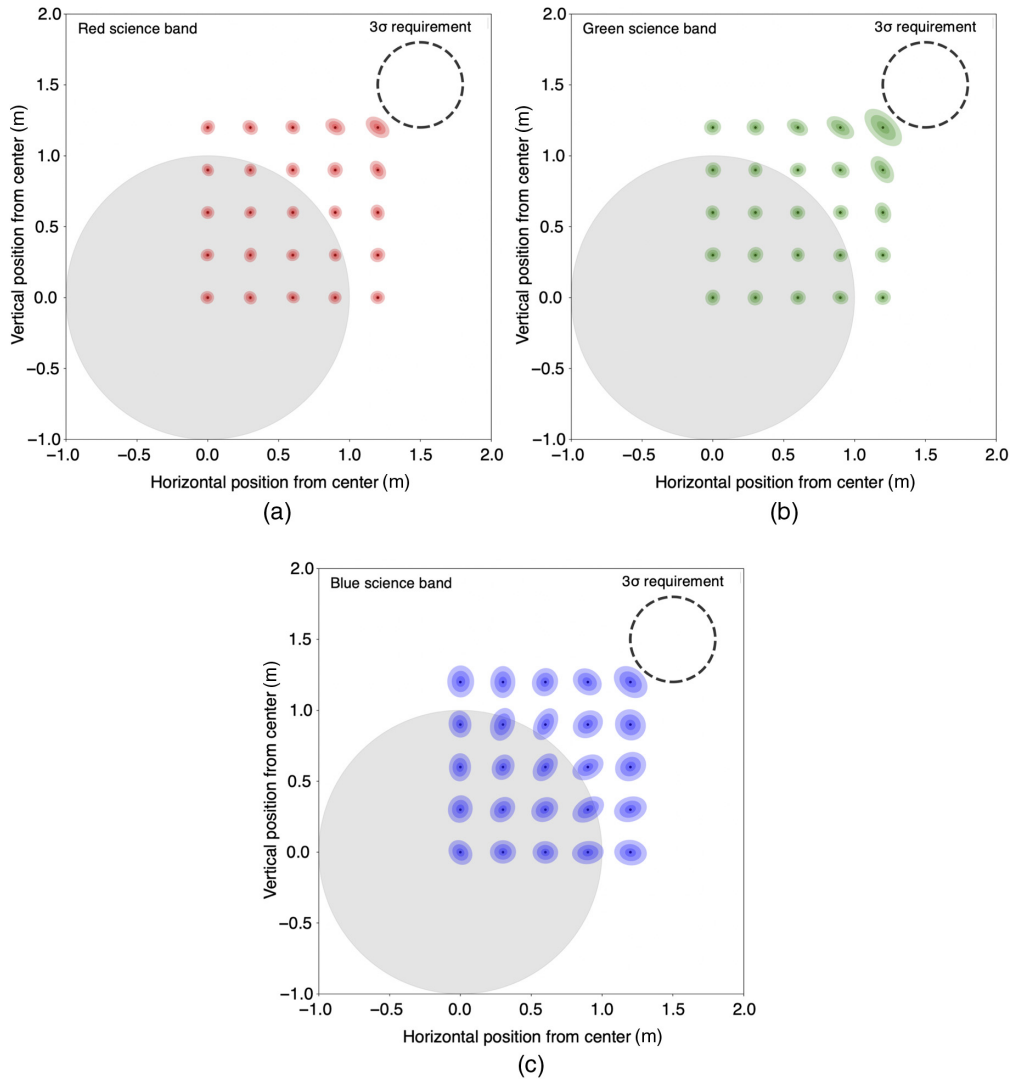 Red science band
3σ requirement
2.0
1.5
1.0
0.5
0.0
−0.5
−1.0
Vertical position from center (m)
−1.0 −0.5 0.0 0.5 1.0 1.5 2.0
Horizontal position from center (m)
(a)
Green science band
3σ requirement
2.0
1.5
1.0
0.5
0.0
−0.5
−1.0
Vertical position from center (m)
−1.0 −0.5 0.0 0.5 1.0 1.5 2.0
Horizontal position from center (m)
(b)
Blue science band
3σ requirement
2.0
1.5
1.0
0.5
0.0
−0.5
−1.0
Vertical position from center (m)
−1.0 −0.5 0.0 0.5 1.0 1.5 2.0
Horizontal position from center (m)
(c)